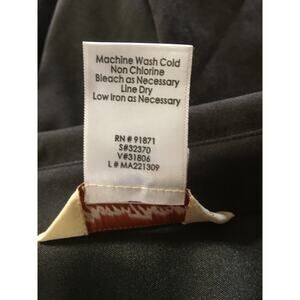 Machine Wash Cold
Non Chlorine
Bleach as Necessary
Line Dry
Low Iron as Necessary
RN # 91871
S#32370
V#31806
L # MA221309